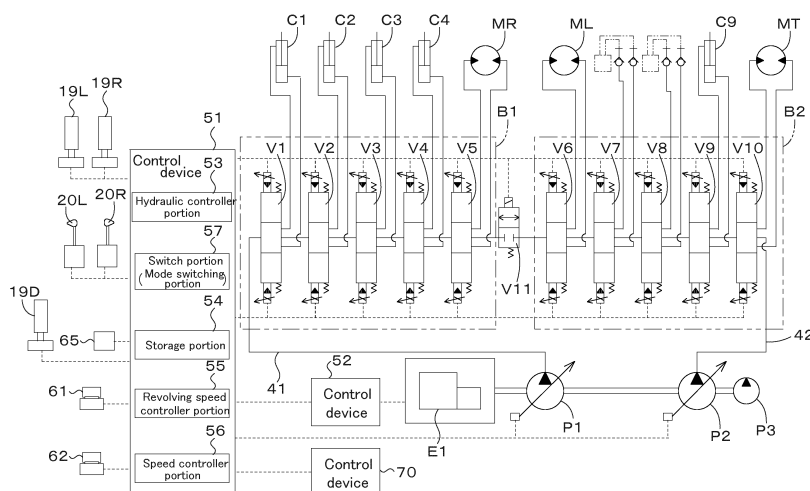 C1
C2
C3
C4
MR
ML
C9
MT
19L
19R
51
B1
B2
Control
device
53
V1
V2
V3
V4
V5
V6
V7
V8
V9
V10
Hydraulic controller
portion
20L
20R
57
Switch portion
(Mode switching
portion)
V11
19D
54
65
Storage portion
42
55
41
52
61
Revolving speed
controller portion
Control
device
P1
P2
P3
E1
56
62
Speed controller
portion
Control
device
70